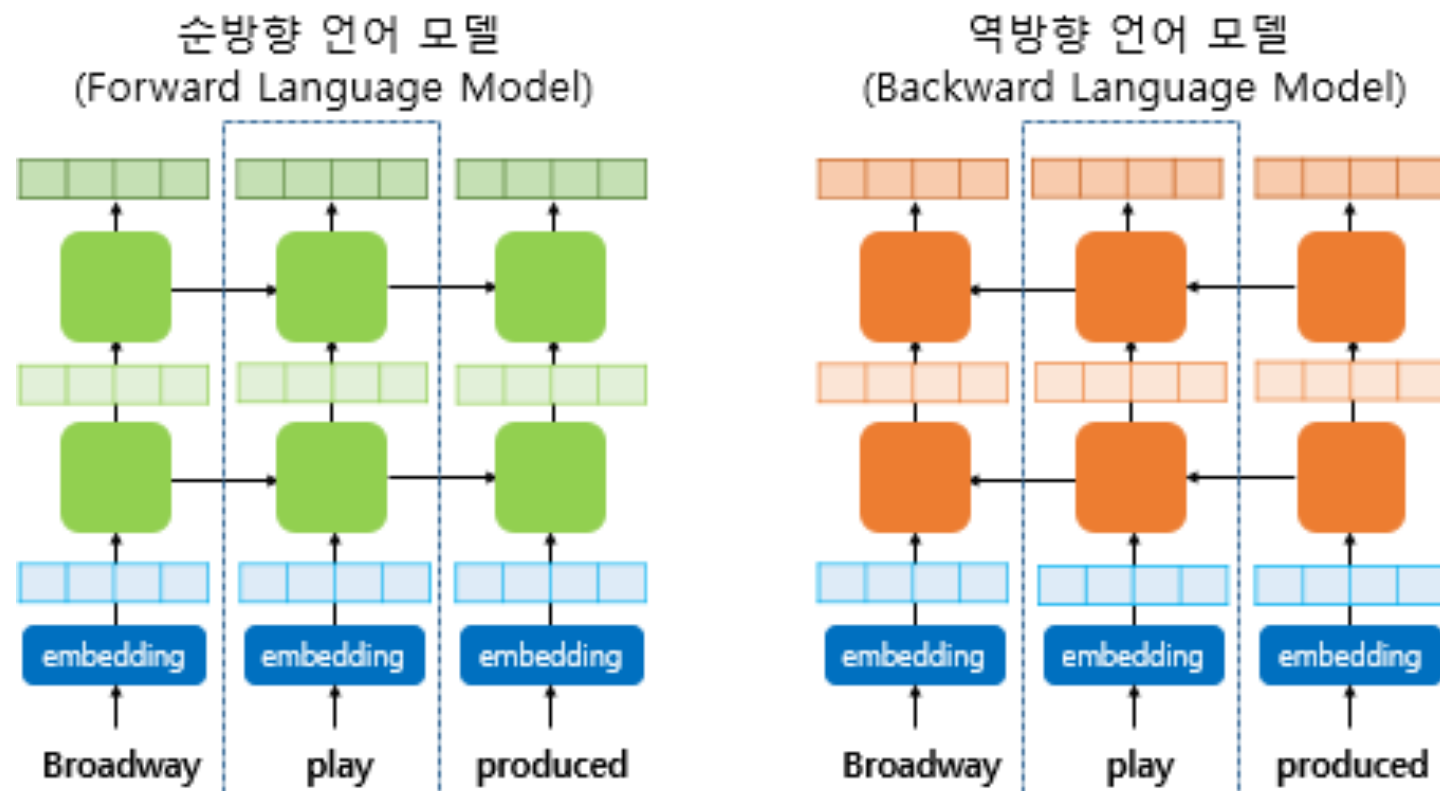 순방향 언어 모델
(Forward Language Model)
embedding embedding embedding
Broadway play produced
역방향 언어 모델
(Backward Language Model)
embedding embedding embedding
Broadway play produced